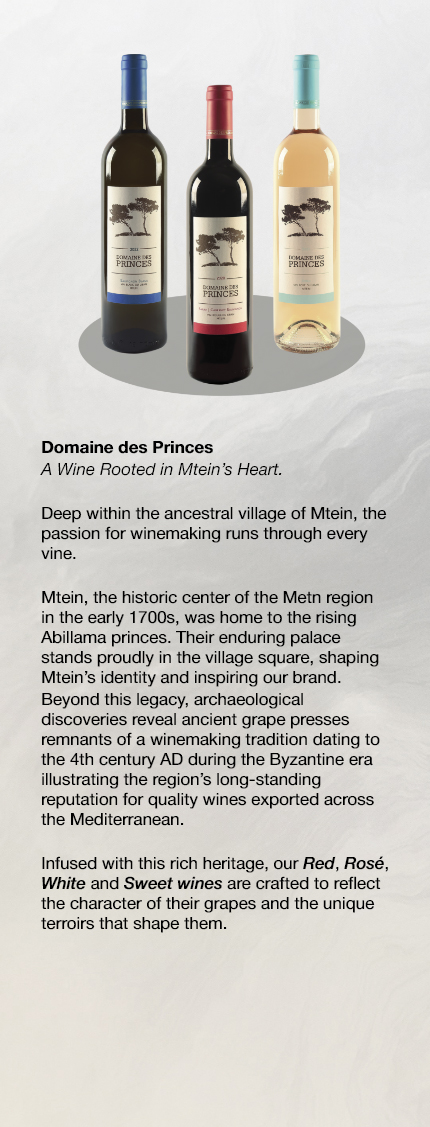 DOMAINE DES
PRINCES
DOMAINE DES
PRINCES
DOMAINE DES
PRINCES
Domaine des Princes
A Wine Rooted in Mtein's Heart.
Deep within the ancestral village of Mtein, the
passion for winemaking runs through every
vine.
Mtein, the historic center of the Metn region
in the early 1700s, was home to the rising
Abillama princes. Their enduring palace
stands proudly in the village square, shaping
Mtein's identity and inspiring our brand.
Beyond this legacy, archaeological
discoveries reveal ancient grape presses
remnants of a winemaking tradition dating to
the 4th century AD during the Byzantine era
illustrating the region's long-standing
reputation for quality wines exported across
the Mediterranean.
Infused with this rich heritage, our Red, Rosé,
White and Sweet wines are crafted to reflect
the character of their grapes and the unique
terroirs that shape them.